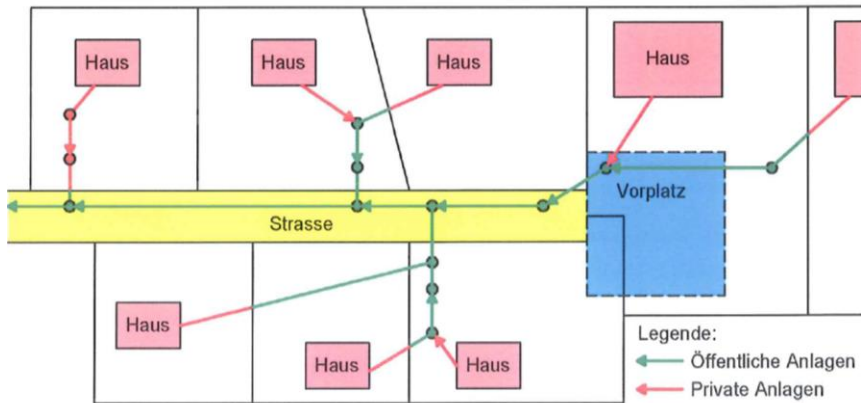 Haus
Haus
Haus
Haus
Vorplatz
Strasse
Haus
Haus
Haus
Legende:
Öffentliche Anlagen
Private Anlagen